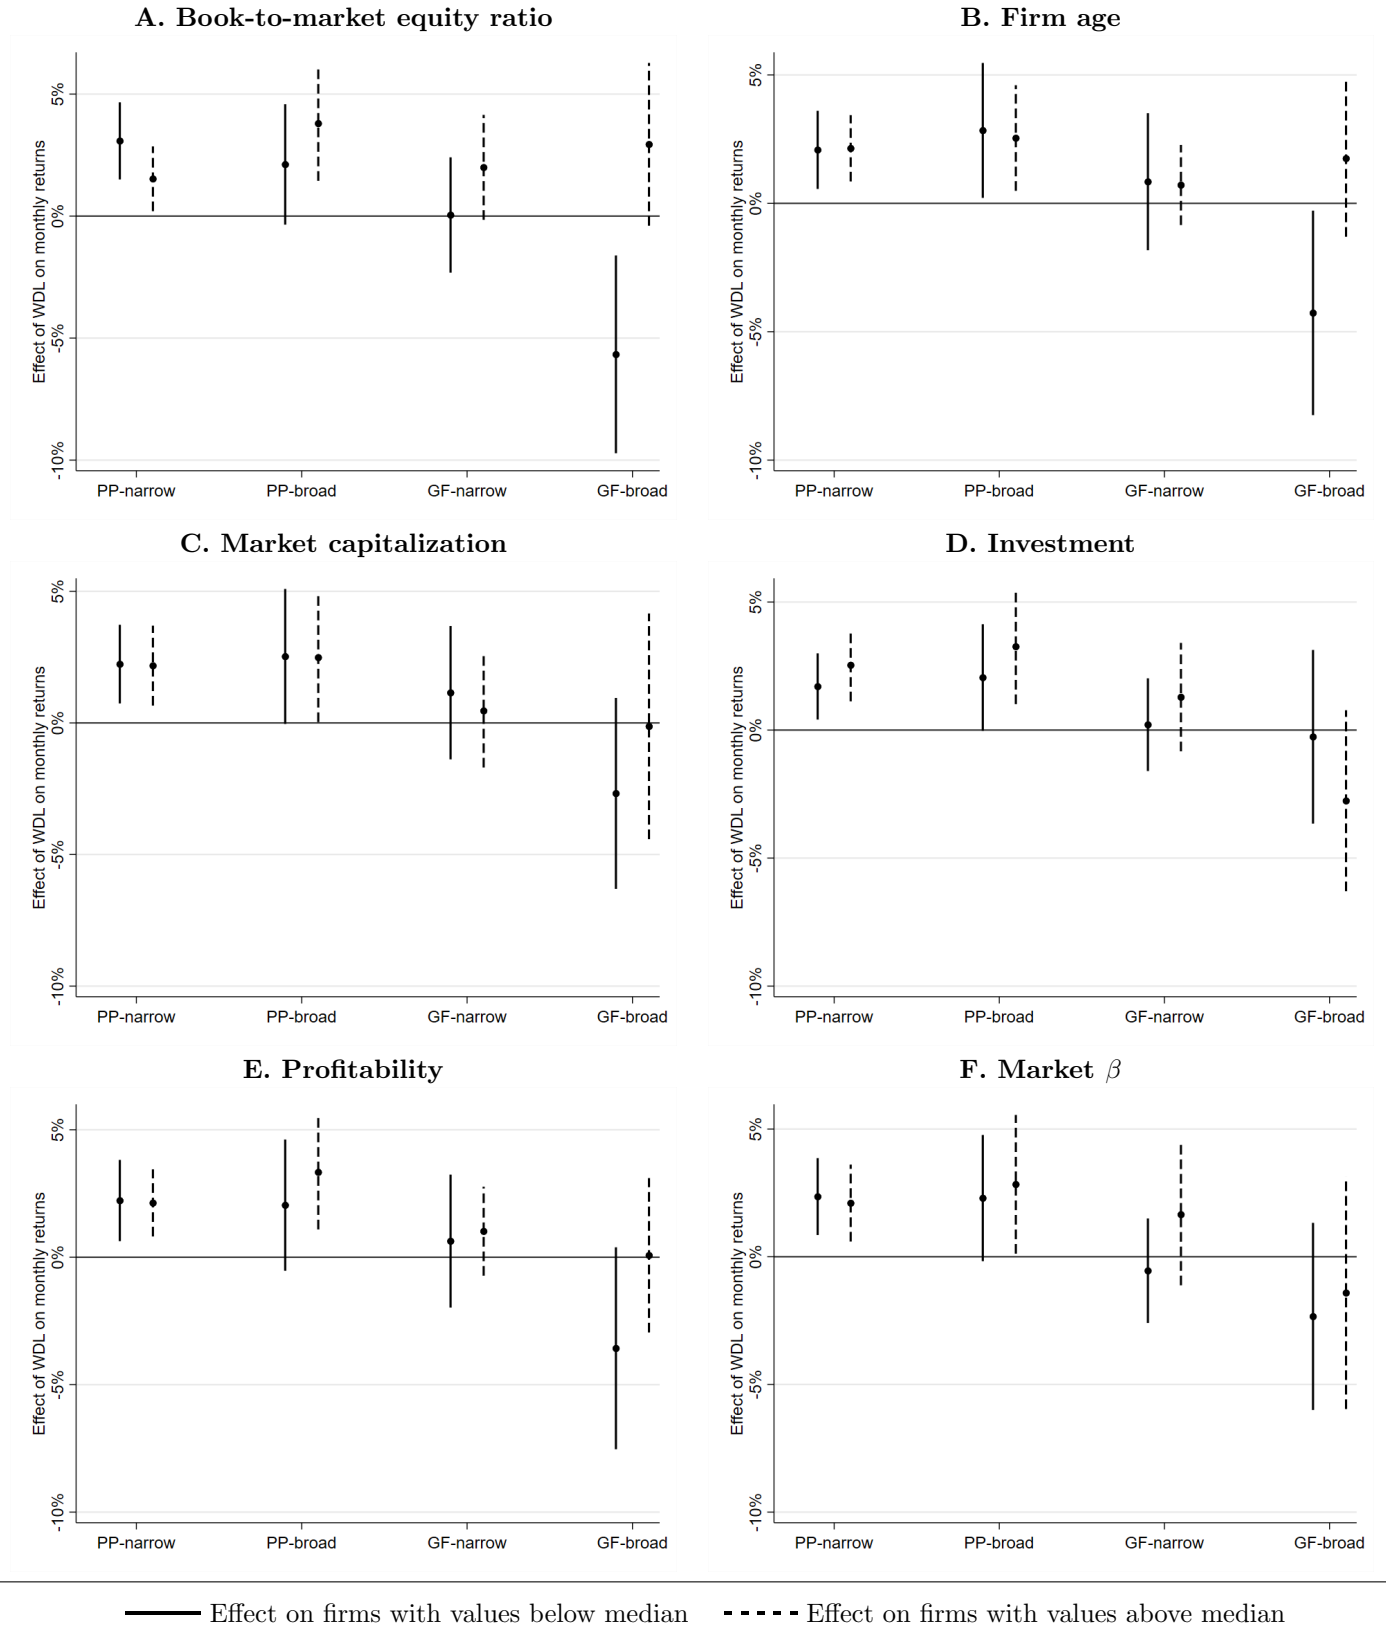 A. Book-to-market equity ratio
Effect of WDL on monthly returns
5%
0%
-5%
-10%
PP-narrow PP-broad GF-narrow GF-broad
B. Firm age
Effect of WDL on monthly returns
5%
0%
-5%
-10%
PP-narrow PP-broad GF-narrow GF-broad
C. Market capitalization
Effect of WDL on monthly returns
5%
0%
-5%
-10%
PP-narrow PP-broad GF-narrow GF-broad
D. Investment
Effect of WDL on monthly returns
5%
0%
-5%
-10%
PP-narrow PP-broad GF-narrow GF-broad
E. Profitability
Effect of WDL on monthly returns
5%
0%
-5%
-10%
PP-narrow PP-broad GF-narrow GF-broad
F. Market β
Effect of WDL on monthly returns
5%
0%
-5%
-10%
PP-narrow PP-broad GF-narrow GF-broad
Effect on firms with values below median
Effect on firms with values above median